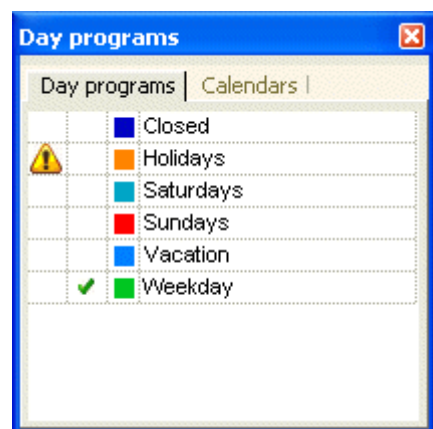 Day programs
Day programs Calendars
Closed
Holidays
Saturdays
Sundays
Vacation
Weekday